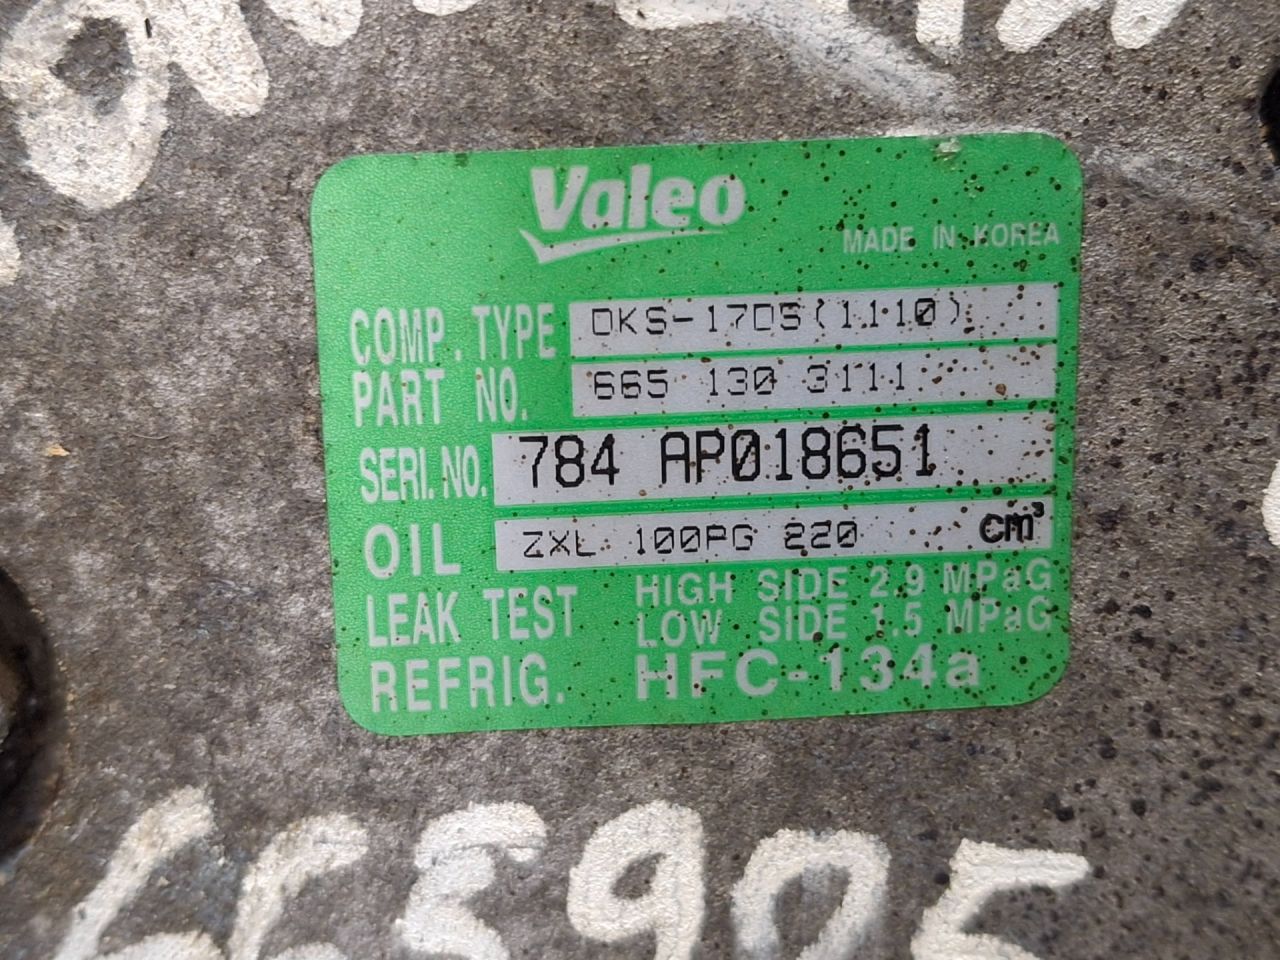 Valeo
MADE IN KOREA
COMP. TYPE DKS-17DS(1110)
PART NO. 665 130 3111
SERI. NO. 784 AP018651
OIL ZXL 100PG 220 cm³
LEAK TEST HIGH SIDE 2.9 MPaG
LOW SIDE 1.5 MPaG
REFRIG. HFC-134a